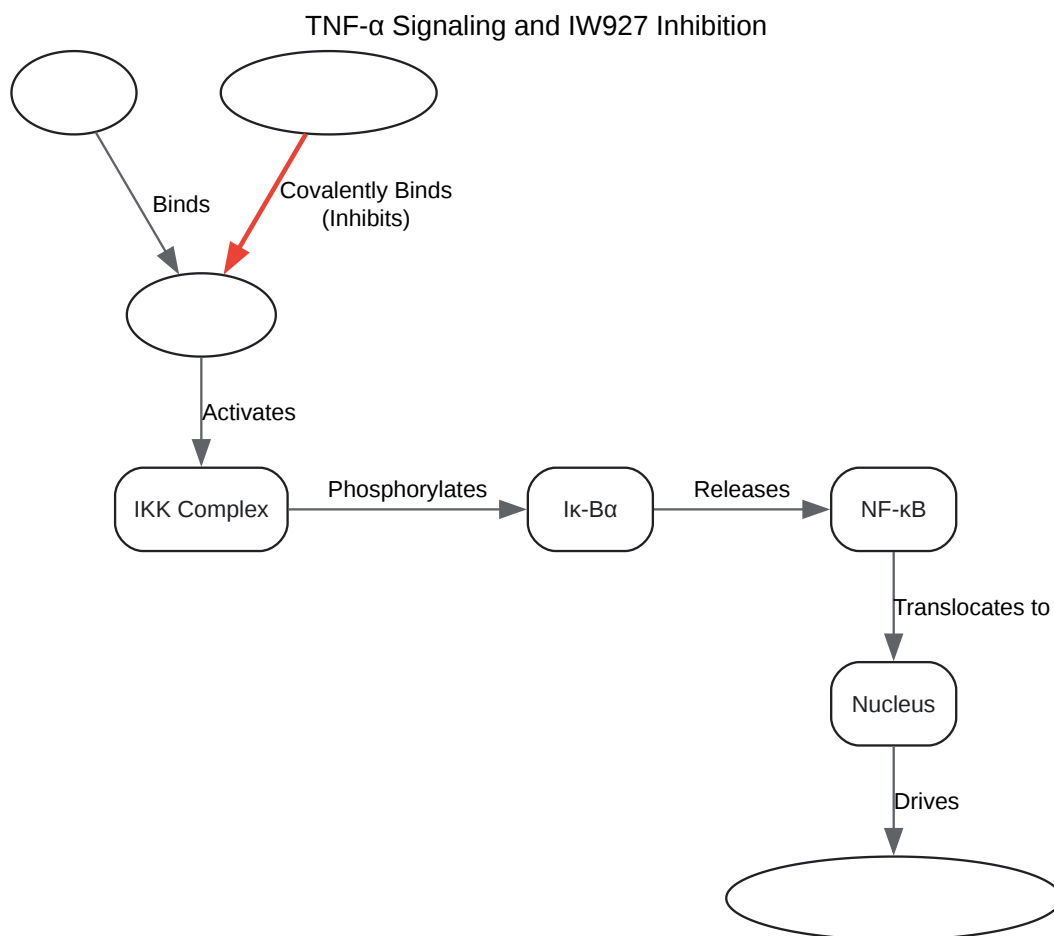 TNF-α Signaling and IW927 Inhibition
Binds
Covalently Binds
(Inhibits)
Activates
IKK Complex
Phosphorylates
Iκ-Bα
Releases
NF-κB
Translocates to
Nucleus
Drives